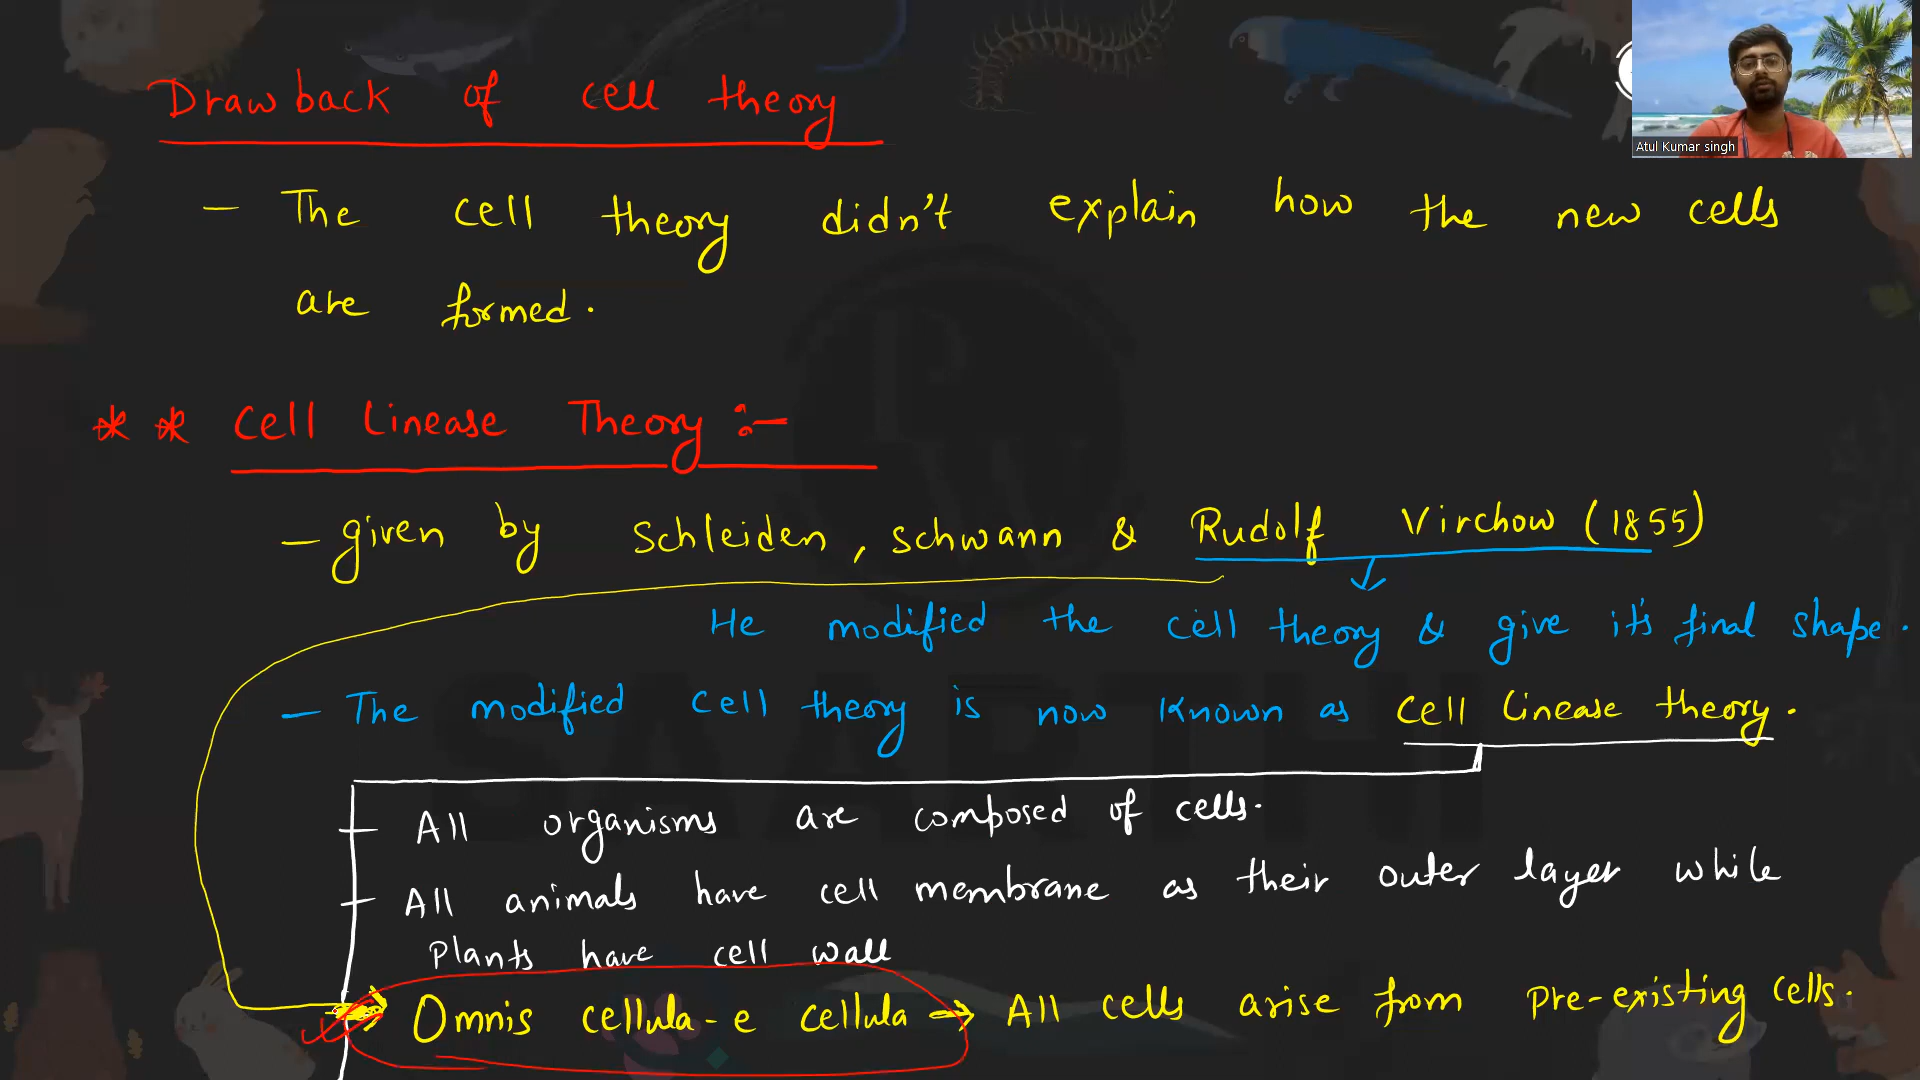 Drawback of cell theory
Atul Kumar singh
- The cell theory didn't explain how the new cells
are formed.
** Cell Linease Theory :-
- given by Schleiden, Schwann & Rudolf Virchow (1855)
He modified the cell theory & give it's final shape.
- The modified cell theory is now known as Cell Linease theory.
- All organisms are composed of cells.
- All animals have cell membrane as their outer layer while
Plants have cell wall
Omnis cellula-e cellula → All cells arise from Pre-existing cells.